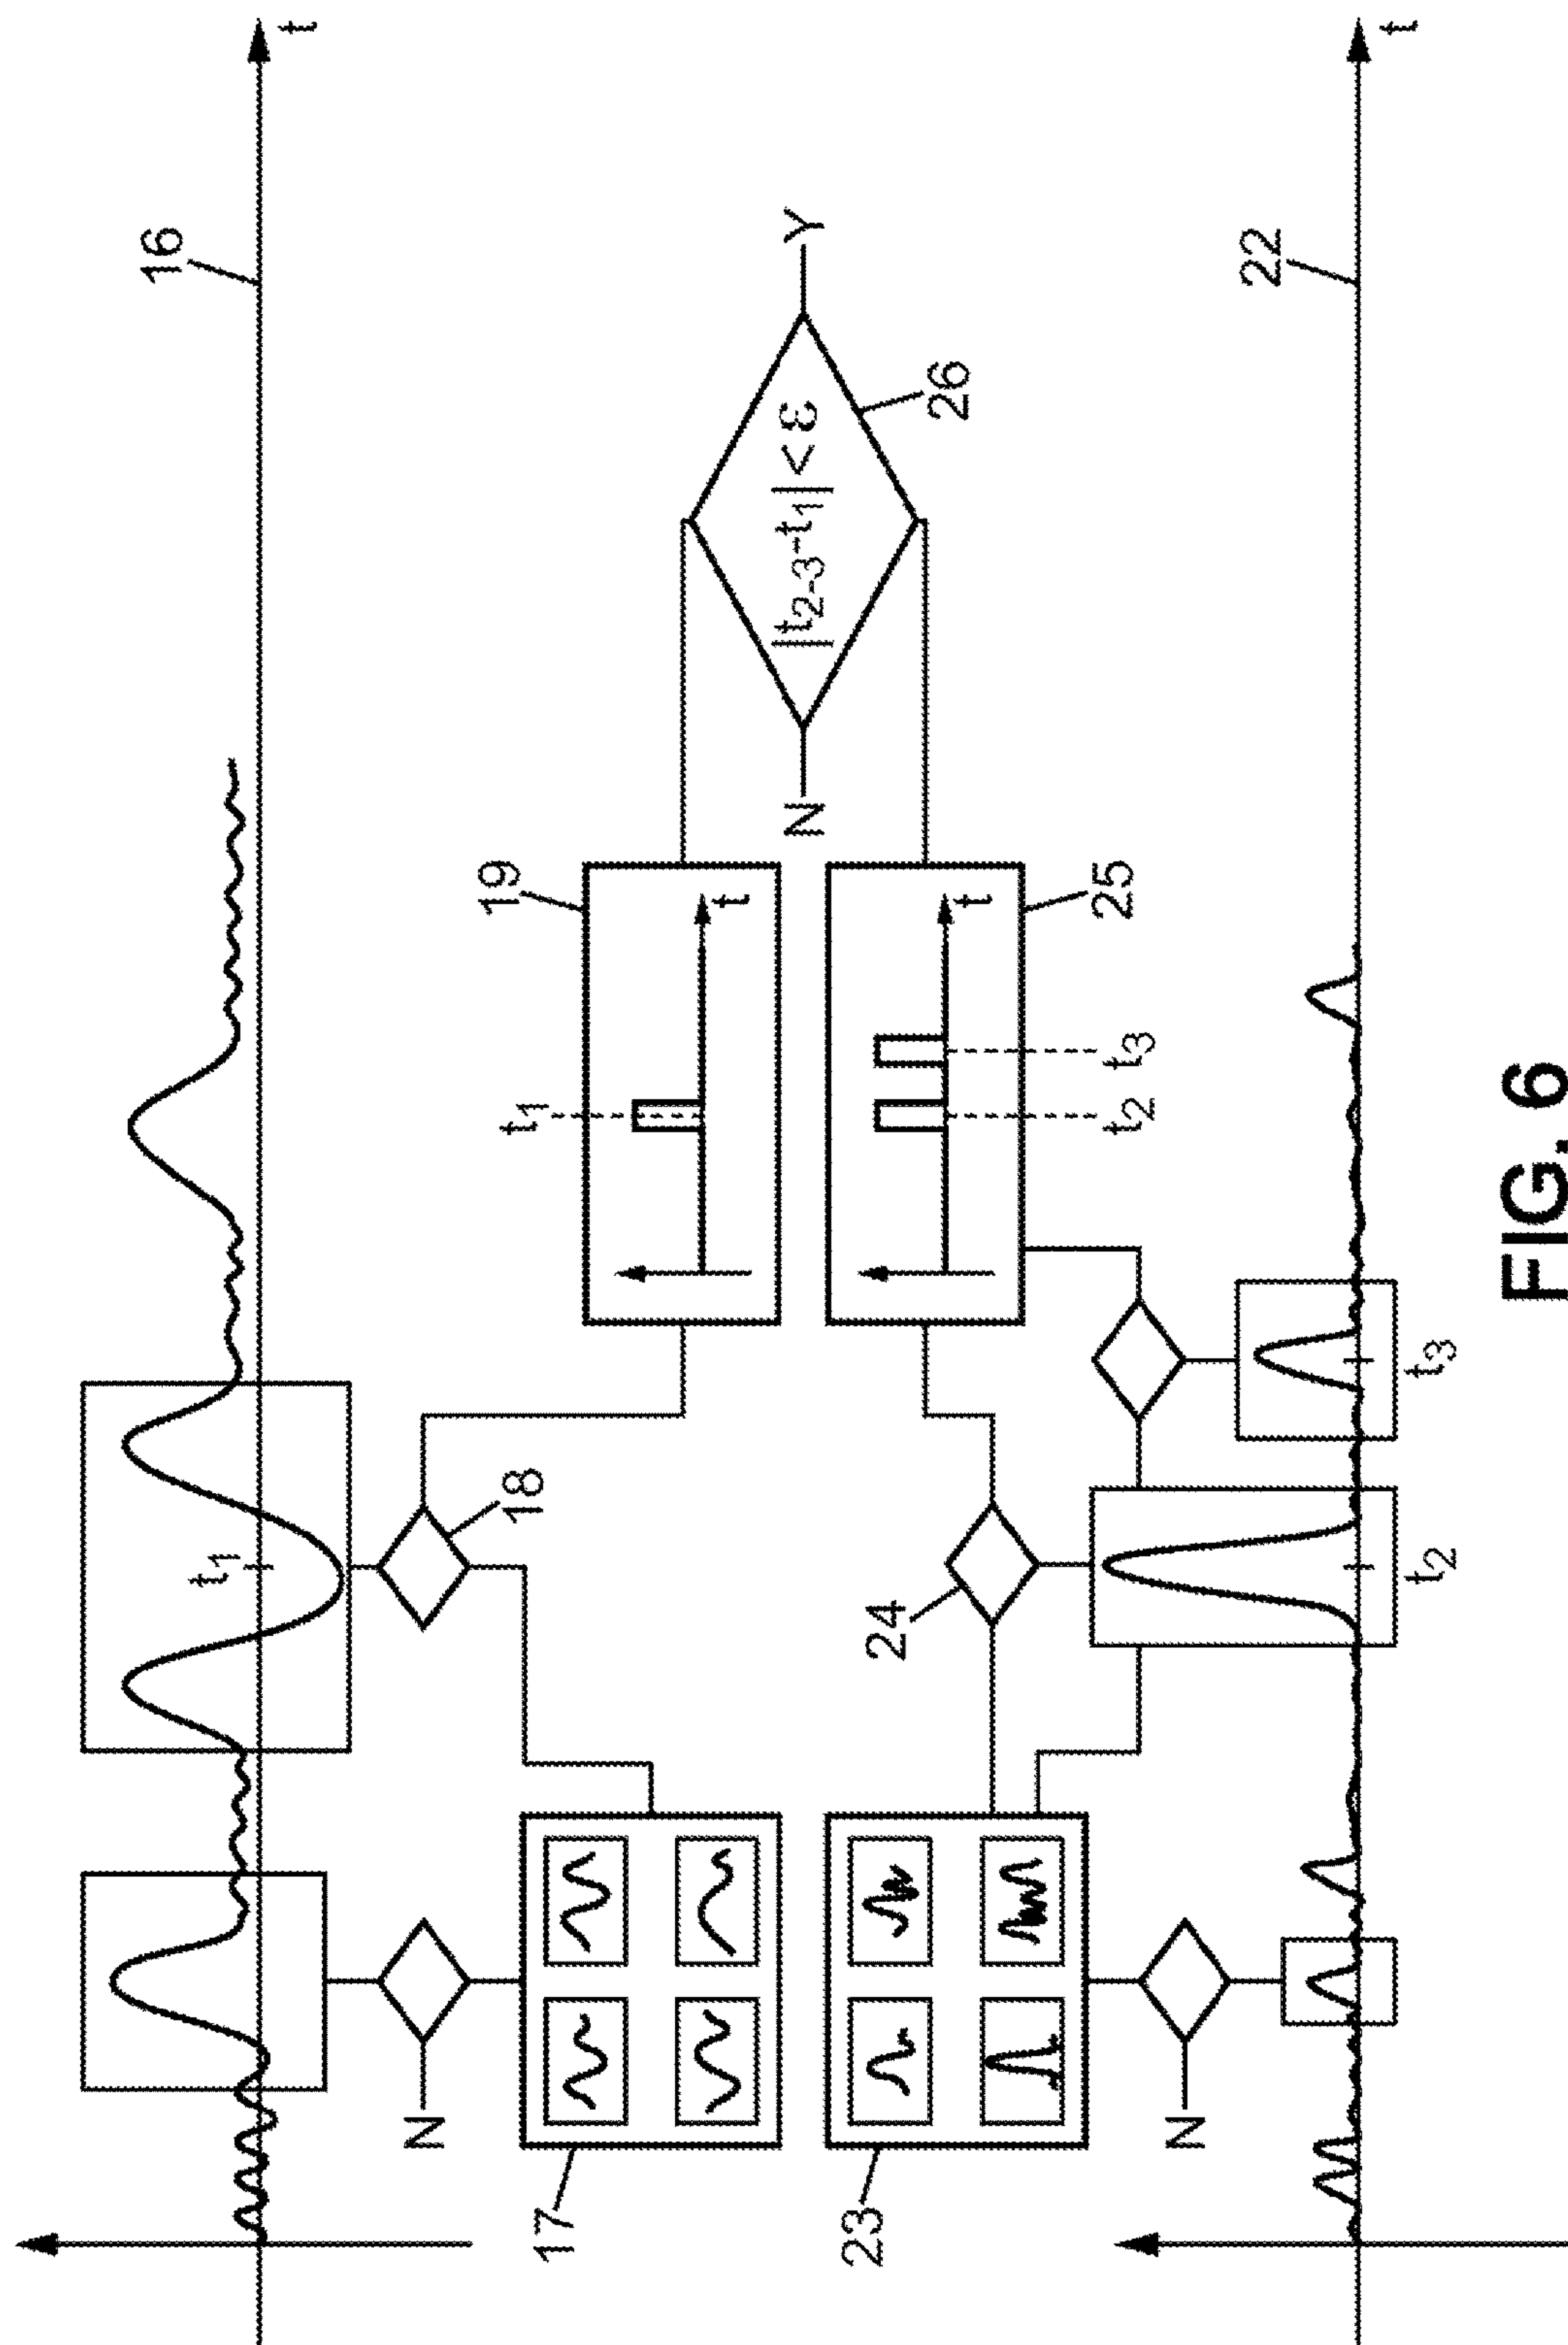 16
t
t₁
18
N
17
t₁
19
t
N
|t₂₋₃-t₁| < ε
Y
26
23
24
t
25
t₂
t₃
N
22
t
t₂
t₃
FIG. 6